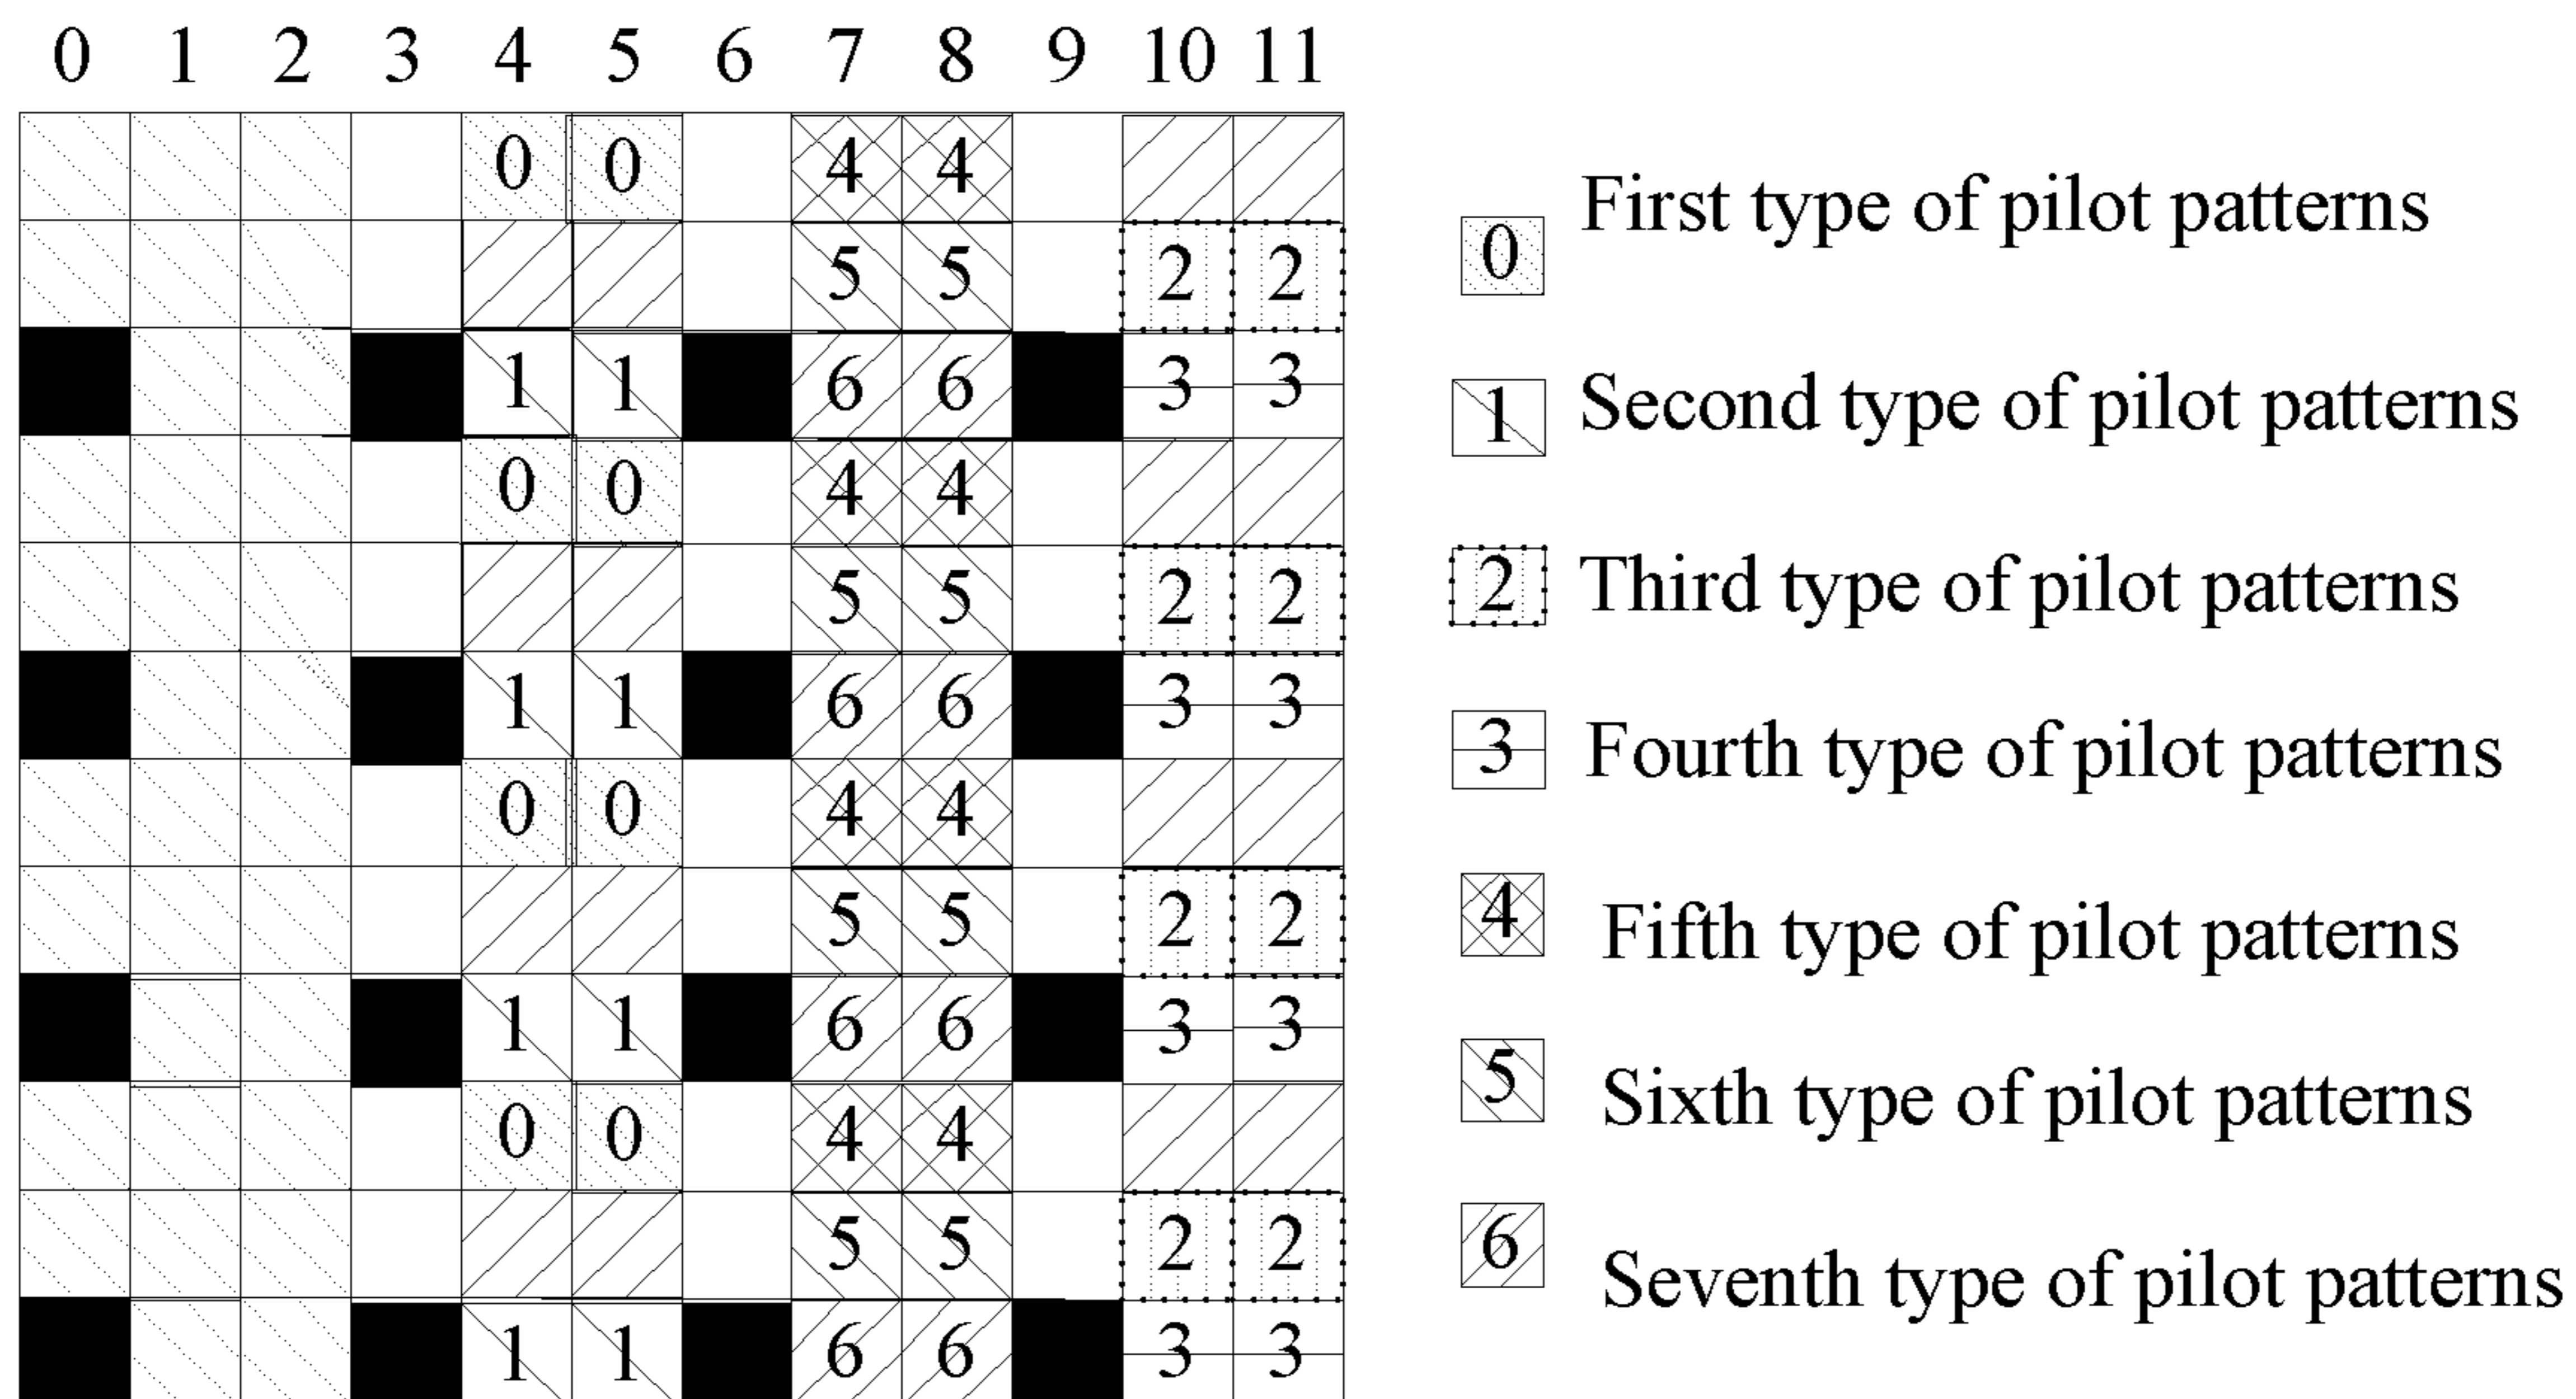 0 1 2 3 4 5 6 7 8 9 10 11
0 0 4 4
5 5 2 2
1 1 6 6 3 3
0 0 4 4
5 5 2 2
1 1 6 6 3 3
0 0 4 4
5 5 2 2
1 1 6 6 3 3
0 0 4 4
5 5 2 2
1 1 6 6 3 3
0 First type of pilot patterns
1 Second type of pilot patterns
2 Third type of pilot patterns
3 Fourth type of pilot patterns
4 Fifth type of pilot patterns
5 Sixth type of pilot patterns
6 Seventh type of pilot patterns